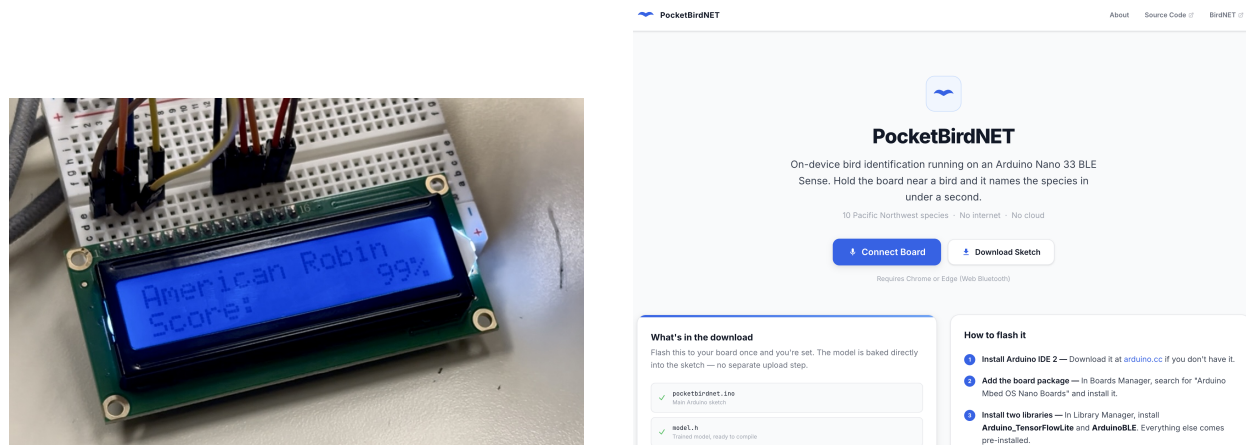 American Robin
Score: 99%
PocketBirdNET
About
Source Code
BirdNET
PocketBirdNET
On-device bird identification running on an Arduino Nano 33 BLE
Sense. Hold the board near a bird and it names the species in
under a second.
10 Pacific Northwest species · No internet · No cloud
Connect Board
Download Sketch
Requires Chrome or Edge (Web Bluetooth)
What's in the download
Flash this to your board once and you're set. The model is baked directly
into the sketch — no separate upload step.
pocketbirdnet.ino
Main Arduino sketch
model.h
Trained model, ready to compile
How to flash it
1 Install Arduino IDE 2 — Download it at arduino.cc if you don't have it.
2 Add the board package — In Boards Manager, search for "Arduino
Mbed OS Nano Boards" and install it.
3 Install two libraries — In Library Manager, install
Arduino_TensorFlowLite and ArduinoBLE. Everything else comes
pre-installed.